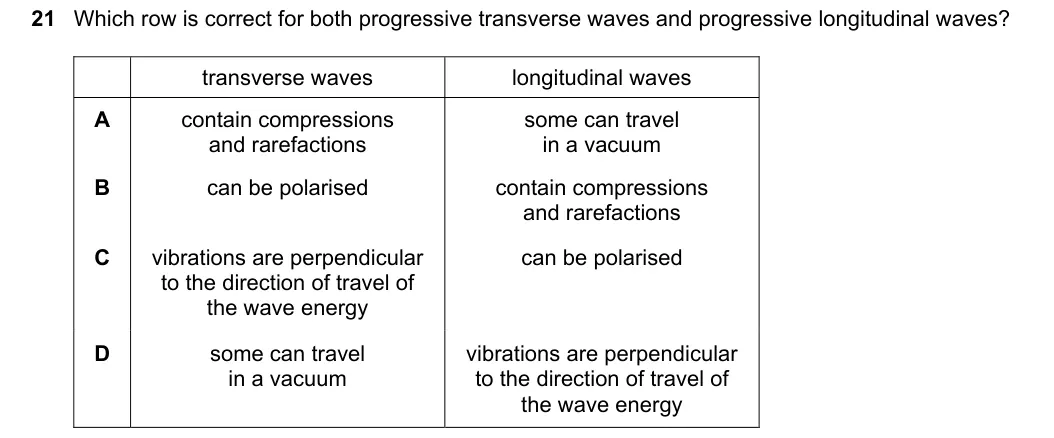 21 Which row is correct for both progressive transverse waves and progressive longitudinal waves?
transverse waves longitudinal waves
A contain compressions some can travel
and rarefactions in a vacuum
B can be polarised contain compressions
and rarefactions
C vibrations are perpendicular can be polarised
to the direction of travel of
the wave energy
D some can travel vibrations are perpendicular
in a vacuum to the direction of travel of
the wave energy